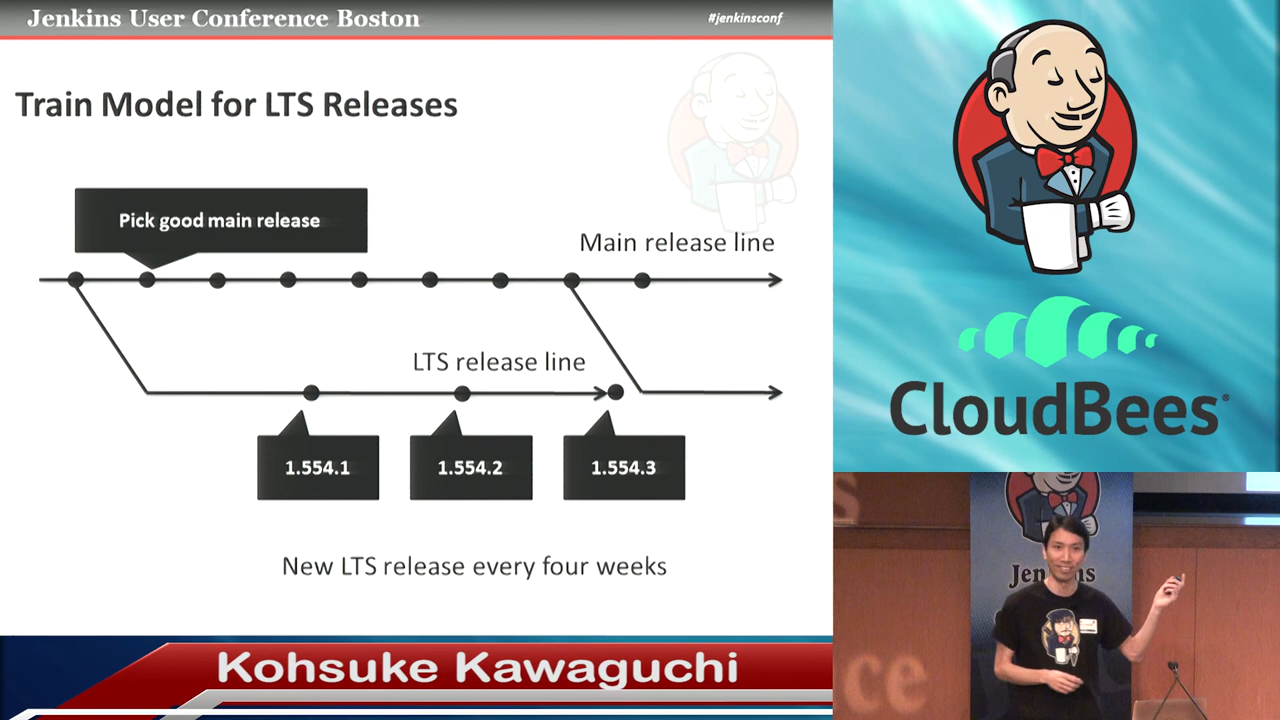 Jenkins User Conference Boston
#jenkinsconf
Train Model for LTS Releases
Pick good main release
Main release line
LTS release line
1.554.1
1.554.2
1.554.3
New LTS release every four weeks
Kohsuke Kawaguchi
CloudBees®